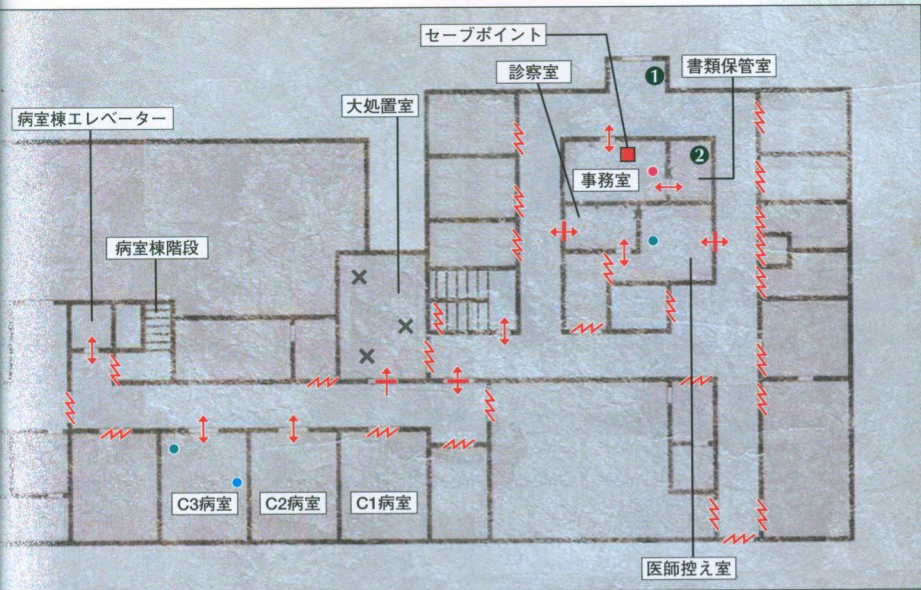 セーブポイント
診察室
書類保管室
❶
大処置室
病室棟エレベーター
❷
事務室
病室棟階段
C3病室
C2病室
C1病室
医師控え室